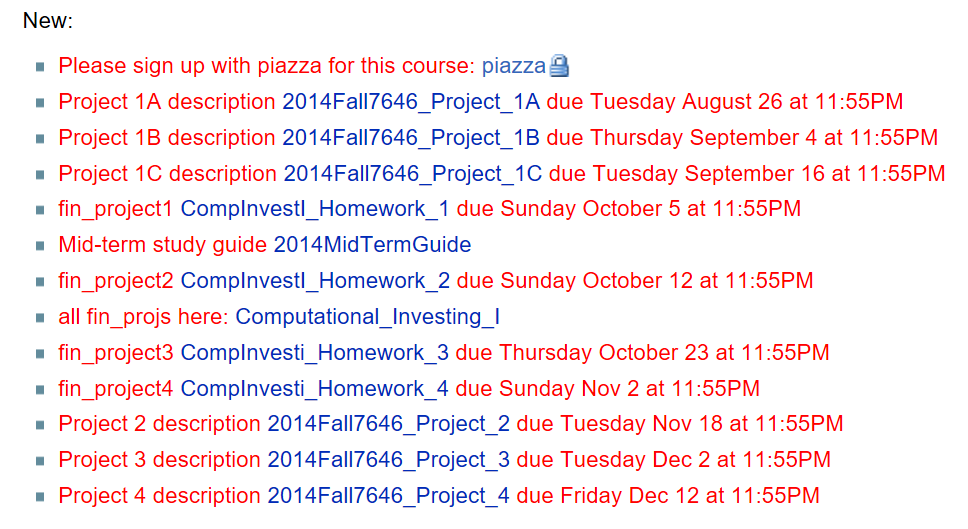 New:
Please sign up with piazza for this course: piazza
Project 1A description 2014Fall7646_Project_1A due Tuesday August 26 at 11:55PM
Project 1B description 2014Fall7646_Project_1B due Thursday September 4 at 11:55PM
Project 1C description 2014Fall7646_Project_1C due Tuesday September 16 at 11:55PM
fin_project1 CompInvestI_Homework_1 due Sunday October 5 at 11:55PM
Mid-term study guide 2014MidTermGuide
fin_project2 CompInvestI_Homework_2 due Sunday October 12 at 11:55PM
all fin_projs here: Computational_Investing_I
fin_project3 CompInvesti_Homework_3 due Thursday October 23 at 11:55PM
fin_project4 CompInvesti_Homework_4 due Sunday Nov 2 at 11:55PM
Project 2 description 2014Fall7646_Project_2 due Tuesday Nov 18 at 11:55PM
Project 3 description 2014Fall7646_Project_3 due Tuesday Dec 2 at 11:55PM
Project 4 description 2014Fall7646_Project_4 due Friday Dec 12 at 11:55PM